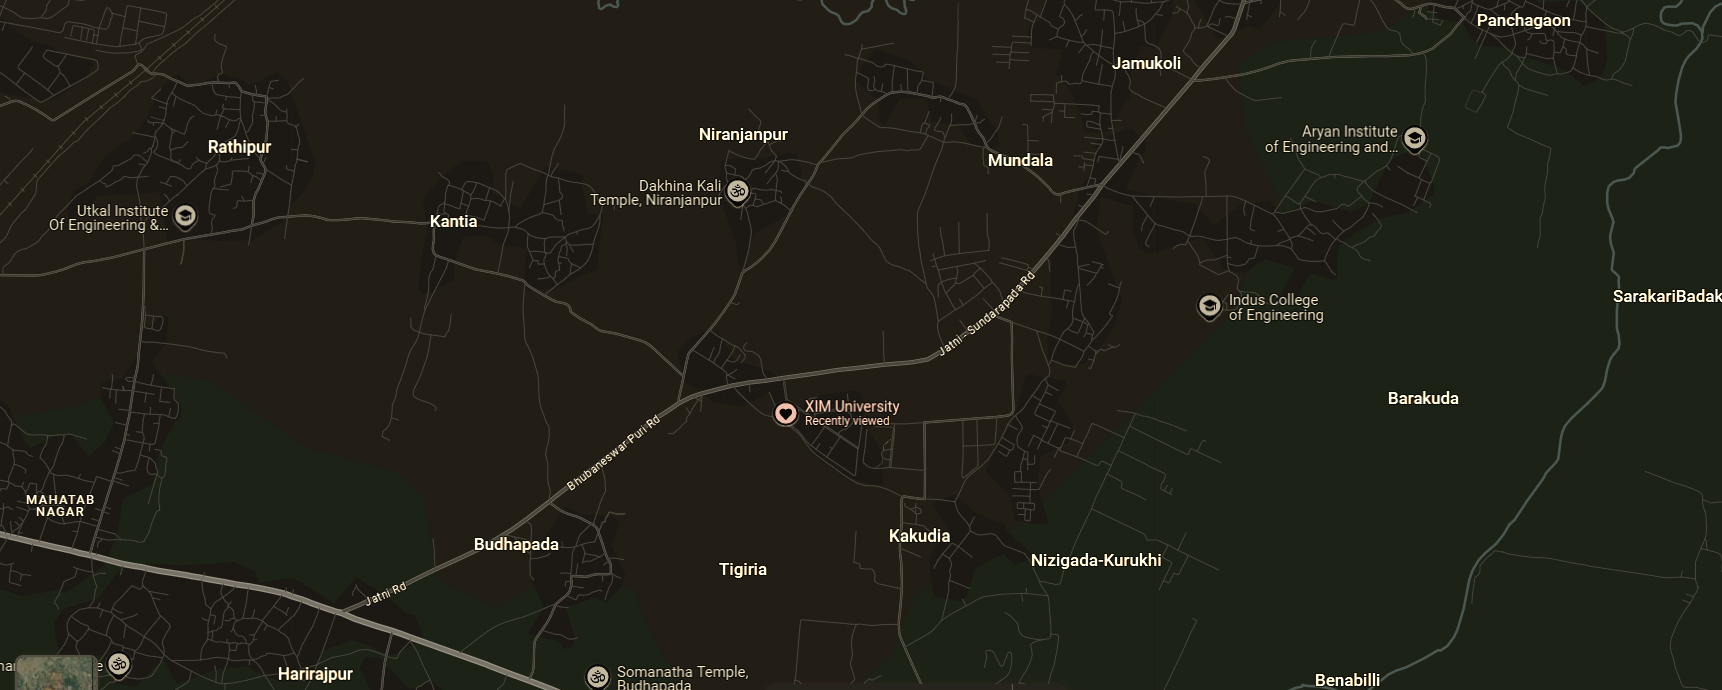 Panchagaon
Jamukoli
Aryan Institute
of Engineering and...
Niranjanpur
Rathipur
Mundala
Dakhina Kali
Temple, Niranjanpur
Utkal Institute
Of Engineering &...
Kantia
Indus College
of Engineering
SarakariBadak
Jatni - Sundarapada Rd
Barakuda
XIM University
Recently viewed
Bhubaneswar Puri Rd
MAHATAB
NAGAR
Kakudia
Budhapada
Nizigada-Kurukhi
Tigiria
Jatni Rd
Harirajpur
e
Somanatha Temple,
Budhapada
Benabilli